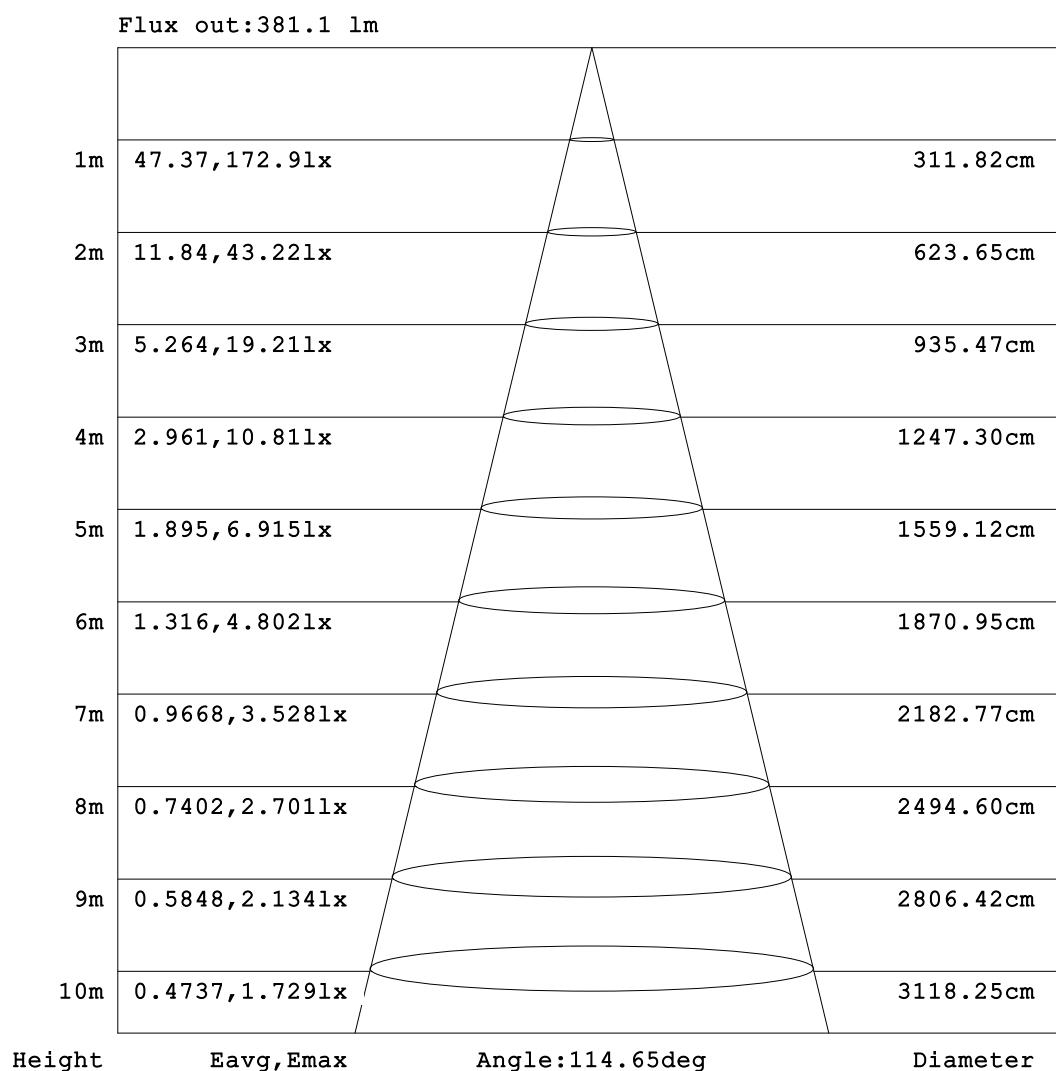 Flux out:381.1 lm
1m 47.37,172.9lx 311.82cm
2m 11.84,43.22lx 623.65cm
3m 5.264,19.21lx 935.47cm
4m 2.961,10.81lx 1247.30cm
5m 1.895,6.915lx 1559.12cm
6m 1.316,4.802lx 1870.95cm
7m 0.9668,3.528lx 2182.77cm
8m 0.7402,2.701lx 2494.60cm
9m 0.5848,2.134lx 2806.42cm
10m 0.4737,1.729lx 3118.25cm
Height Eavg,Emax Angle:114.65deg Diameter